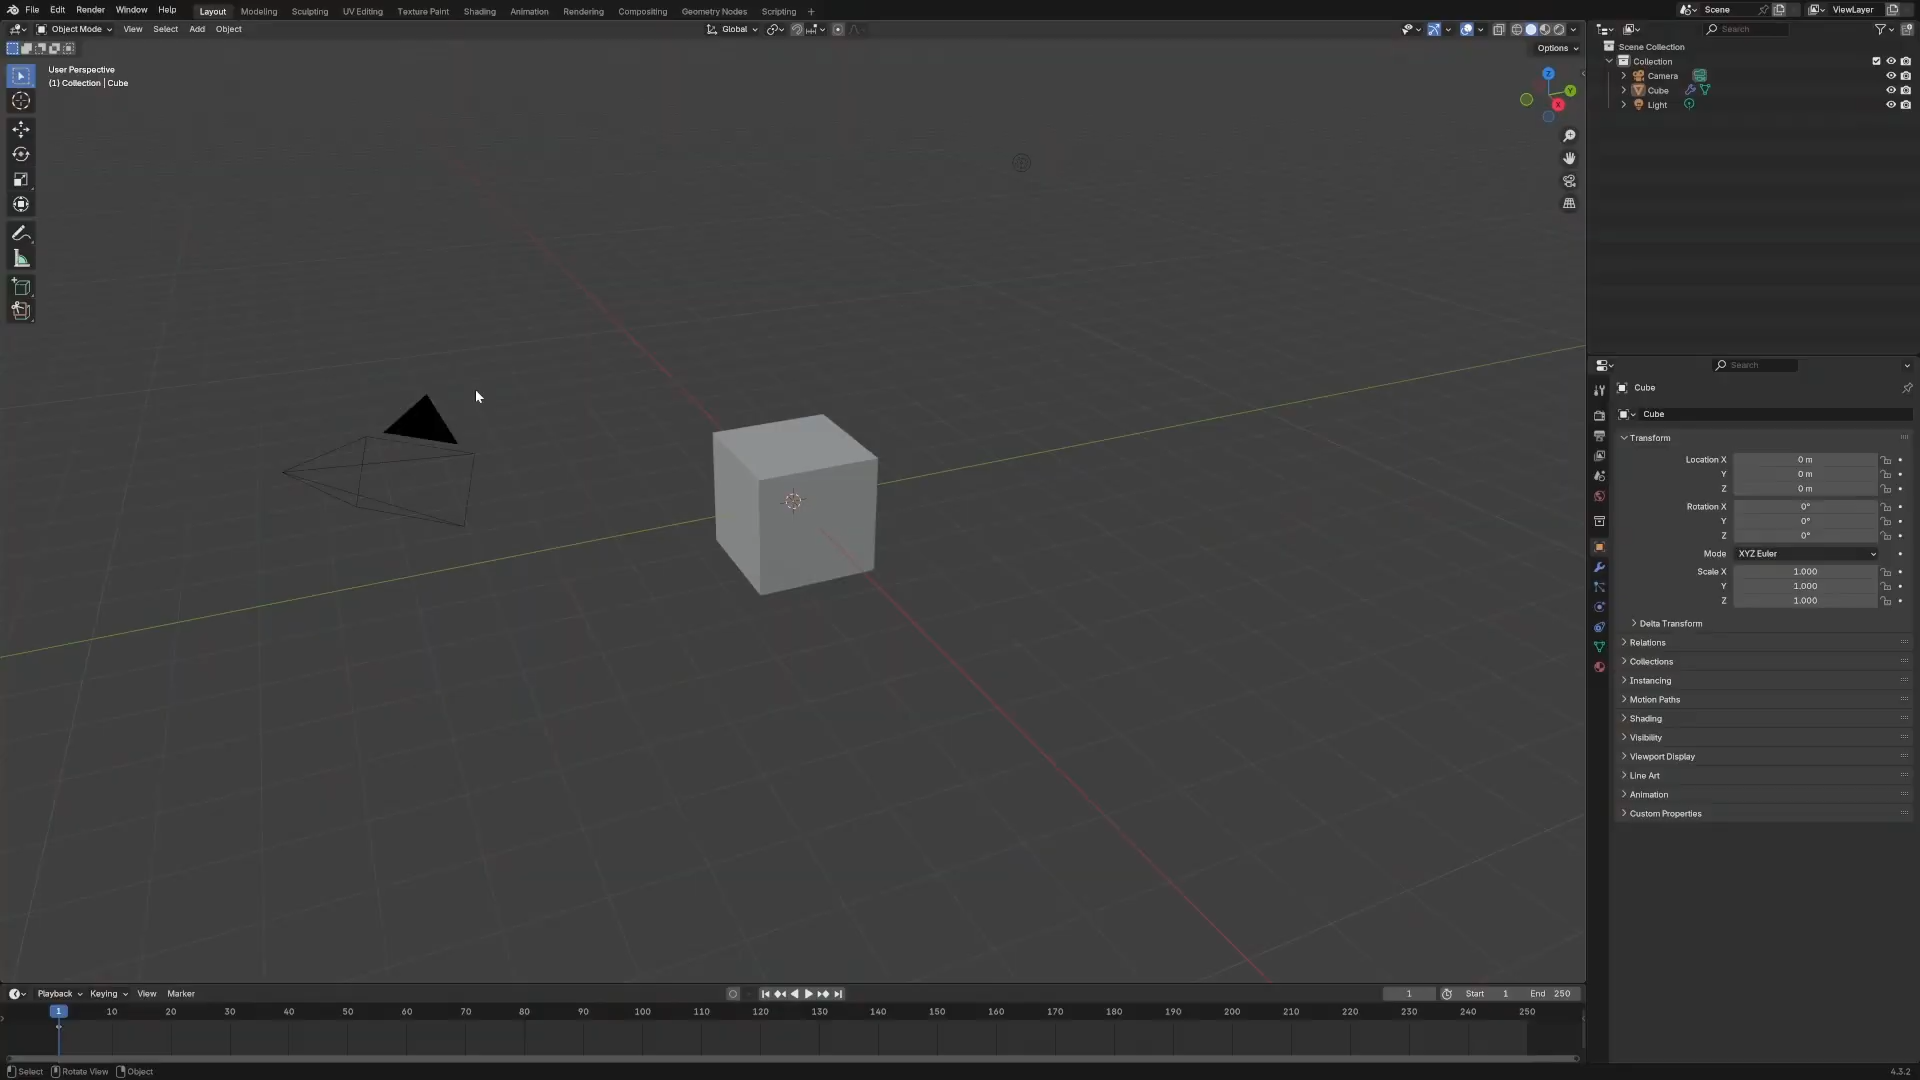 File Edit Render Window Help Layout Modeling Sculpting UV Editing Texture Paint Shading Animation Rendering Compositing Geometry Nodes Scripting + Scene ViewLayer
Object Mode View Select Add Object Global Search
Options
User Perspective
(1) Collection | Cube
Z
Y
X
Scene Collection
Collection
Camera
Cube
Light
Search
Cube
Cube
Transform
Location X 0 m
Y 0 m
Z 0 m
Rotation X 0°
Y 0°
Z 0°
Mode XYZ Euler
Scale X 1.000
Y 1.000
Z 1.000
Delta Transform
Relations
Collections
Instancing
Motion Paths
Shading
Visibility
Viewport Display
Line Art
Animation
Custom Properties
Playback Keying View Marker 1 Start 1 End 250
1 10 20 30 40 50 60 70 80 90 100 110 120 130 140 150 160 170 180 190 200 210 220 230 240 250
Select Rotate View Object 4.3.2